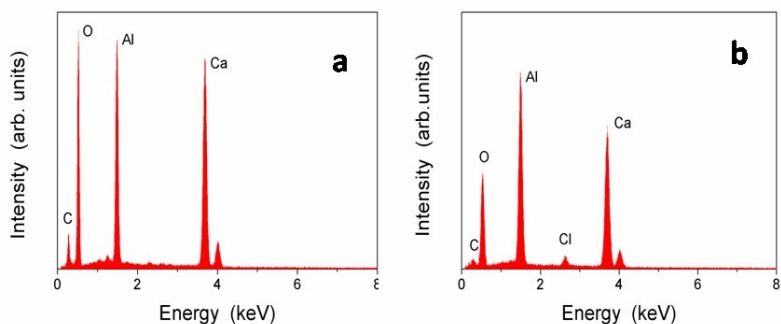 O
Al
a
Ca
C
Intensity (arb. units)
0
2
4
6
8
Energy (keV)
b
Al
Ca
O
Cl
C
Intensity (arb.units)
0
2
4
6
8
Energy (keV)